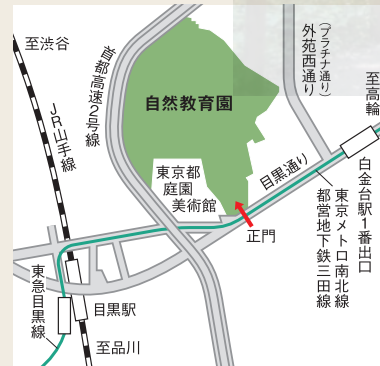 至渋谷
首都高速2号線
JR山手線
自然教育園
(プラチナ通り)
外苑西通り
至高輪
東京都
庭園
美術館
目黒通り
白金台駅1番出口
正門
東京メトロ南北線
都営地下鉄三田線
目黒駅
東急目黒線
至品川